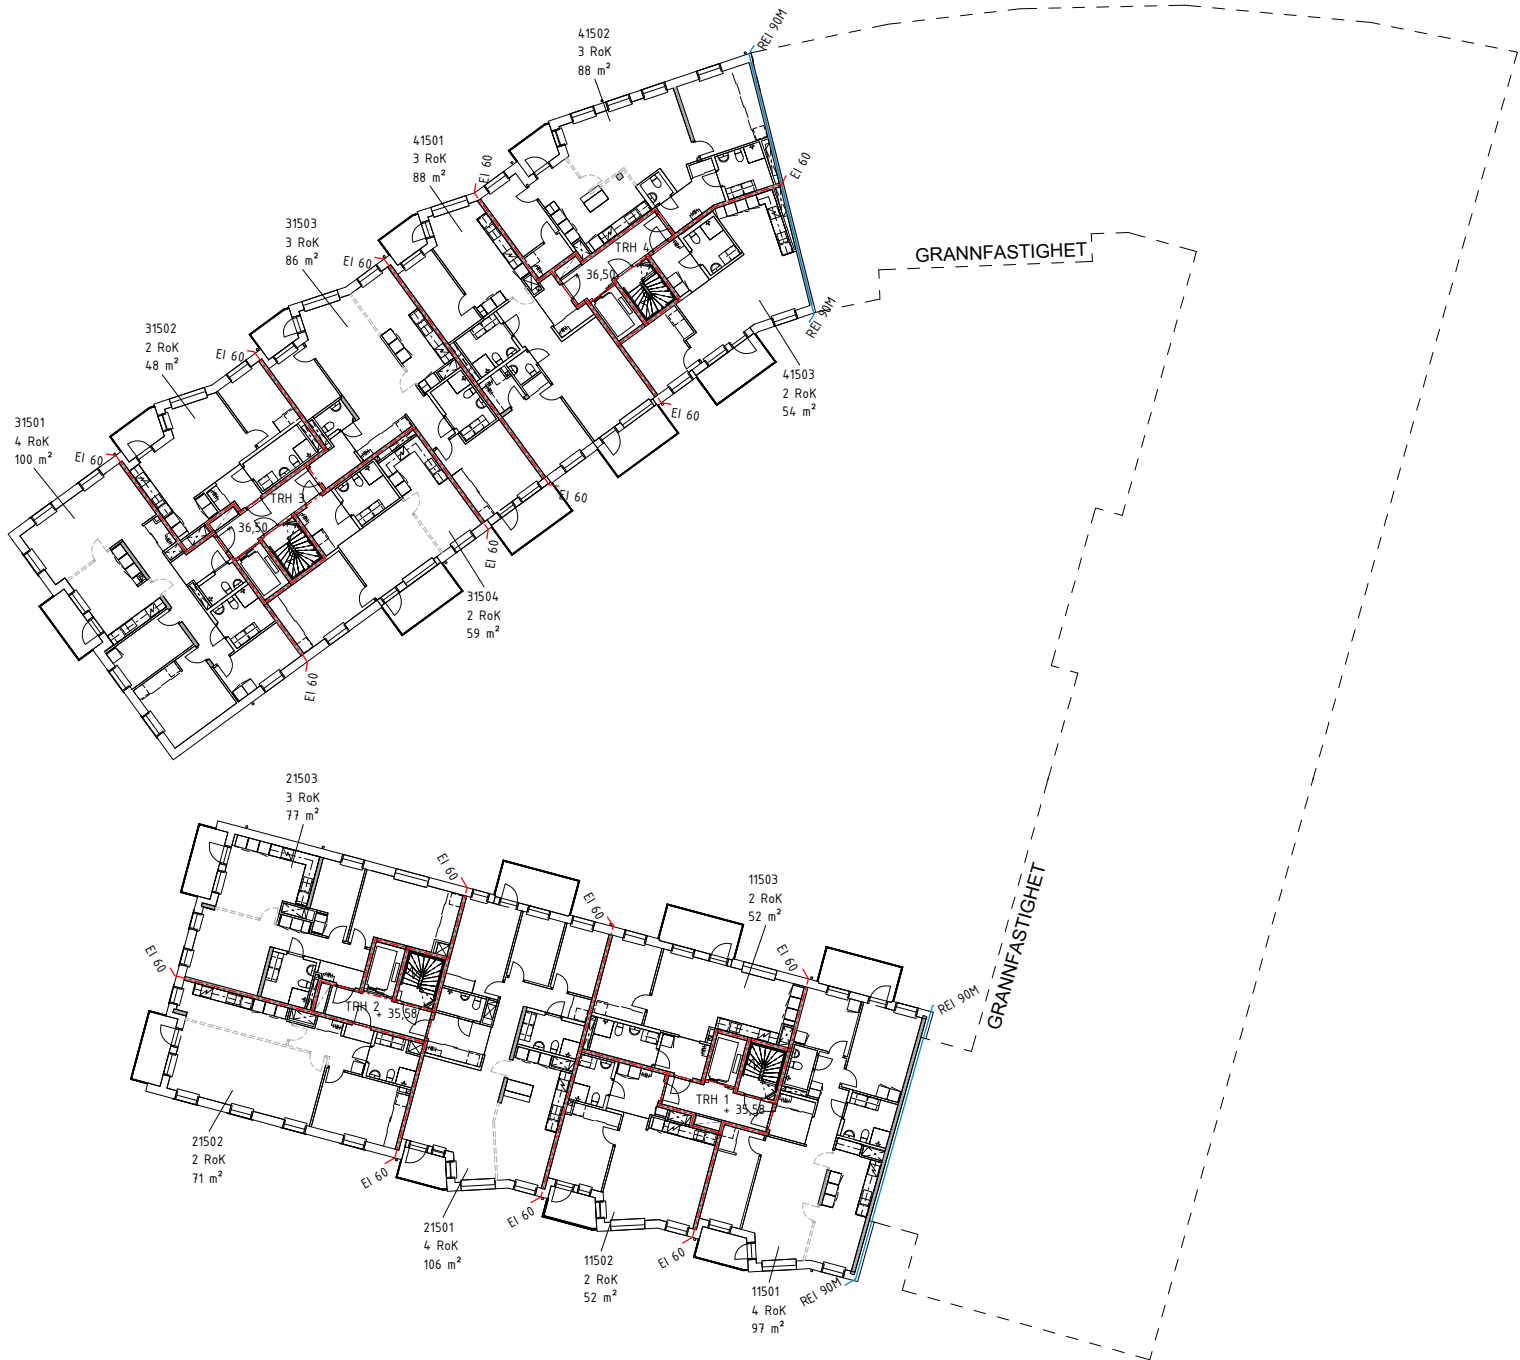 41502
3 RoK
88 m²
REI 90M
41501
3 RoK
88 m²
EI 60
EI 60
31503
3 RoK
86 m²
EI 60
TRH 4
+ 36,50
GRANNFASTIGHET
REI 90M
31502
2 RoK
48 m²
EI 60
41503
2 RoK
54 m²
EI 60
31501
4 RoK
100 m²
EI 60
TRH 3
+ 36,50
EI 60
EI 60
31504
2 RoK
59 m²
EI 60
21503
3 RoK
77 m²
EI 60
EI 60
11503
2 RoK
52 m²
EI 60
EI 60
REI 90M
GRANNFASTIGHET
TRH 2
+ 35,58
TRH 1
+ 35,58
21502
2 RoK
71 m²
EI 60
21501
4 RoK
106 m²
EI 60
11502
2 RoK
52 m²
EI 60
11501
4 RoK
97 m²
REI 90M